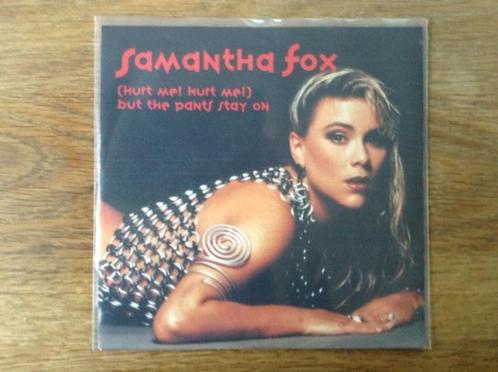 Samantha Fox
(Hurt me! Hurt me!)
but the pants stay on